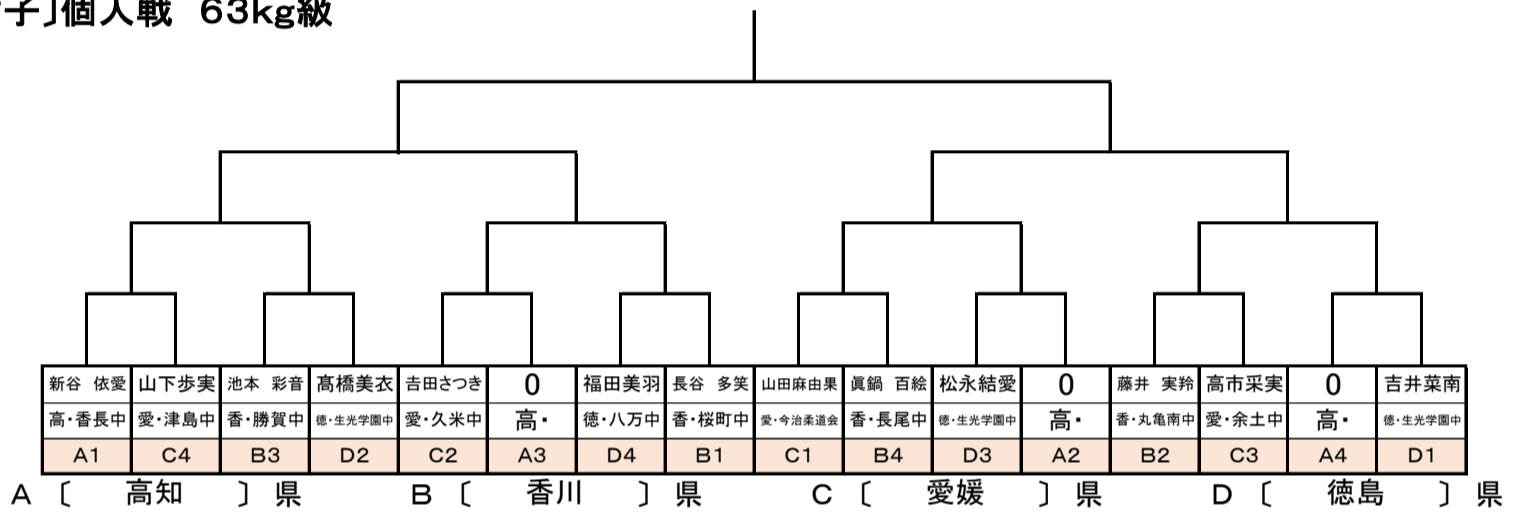 子」個人戦　６３kg級
新谷　依愛 山下歩実 池本　彩音 髙橋美衣 吉田さつき 0 福田美羽 長谷　多笑 山田麻由果 眞鍋　百絵 松永結愛 0 藤井　実羚 高市采実 0 吉井菜南
高・香長中 愛・津島中 香・勝賀中 徳・生光学園中 愛・久米中 高・ 徳・八万中 香・桜町中 愛・今治柔道会 香・長尾中 徳・生光学園中 高・ 香・丸亀南中 愛・余土中 高・ 徳・生光学園中
A1 C4 B3 D2 C2 A3 D4 B1 C1 B4 D3 A2 B2 C3 A4 D1
A〔　高知　〕県 B〔　香川　〕県 C〔　愛媛　〕県 D〔　徳島　〕県